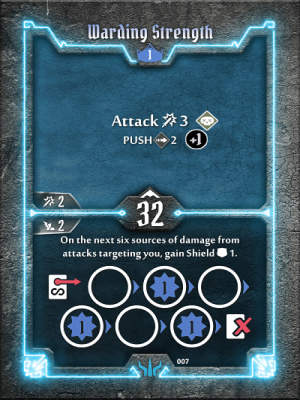 Warding Strength
1
Attack 3
PUSH 2 +1
2
32
2
On the next six sources of damage from
attacks targeting you, gain Shield 1.
1
1 1
007